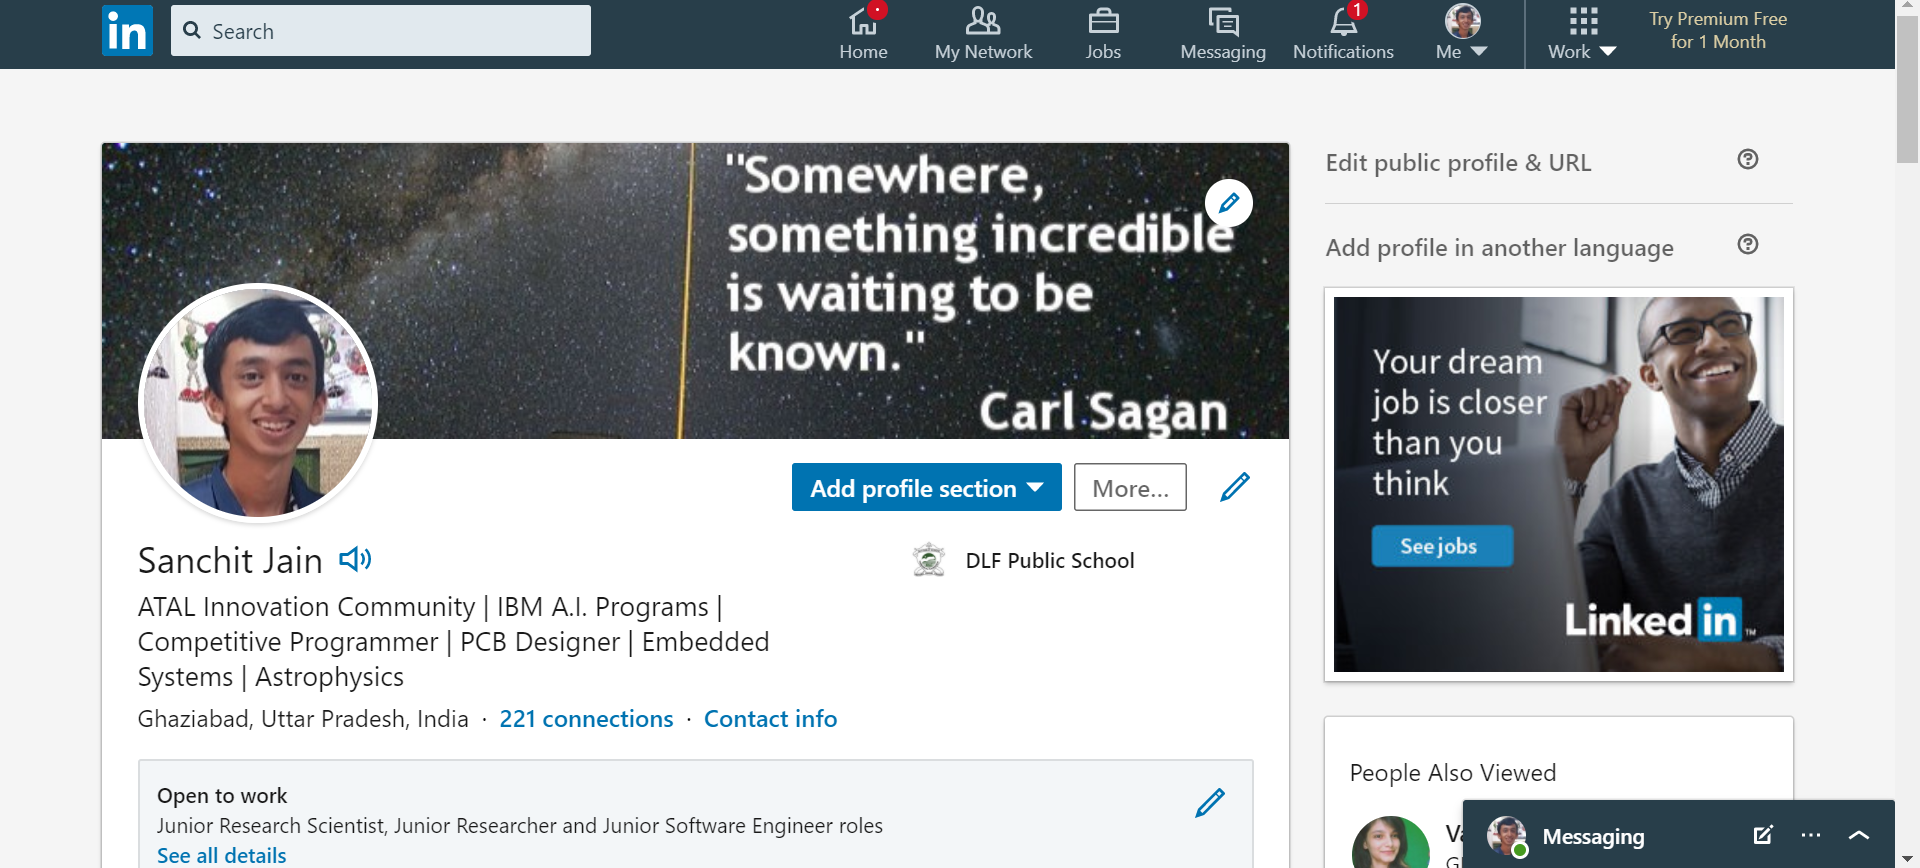 in
Search
Home
My Network
Jobs
Messaging
1
Notifications
Me
Work
Try Premium Free
for 1 Month
"Somewhere,
something incredible
is waiting to be
known."
Carl Sagan
Add profile section
More...
Sanchit Jain
DLF Public School
ATAL Innovation Community | IBM A.I. Programs |
Competitive Programmer | PCB Designer | Embedded
Systems | Astrophysics
Ghaziabad, Uttar Pradesh, India · 221 connections · Contact info
Open to work
Junior Research Scientist, Junior Researcher and Junior Software Engineer roles
See all details
Edit public profile & URL
Add profile in another language
Your dream
job is closer
than you
think
See jobs
Linked in TM
People Also Viewed
Messaging